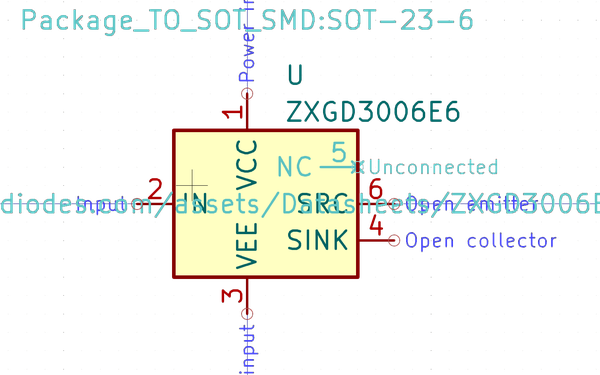 Package_TO_SOT_SMD:SOT-23-6
Power in
U
ZXGD3006E6
1
VCC
NC 5 Unconnected
Input 2 IN
SRC 6 Open emitter
diodes.com/assets/Datasheets/ZXGD3006E
VEE
SINK 4 Open collector
3
input